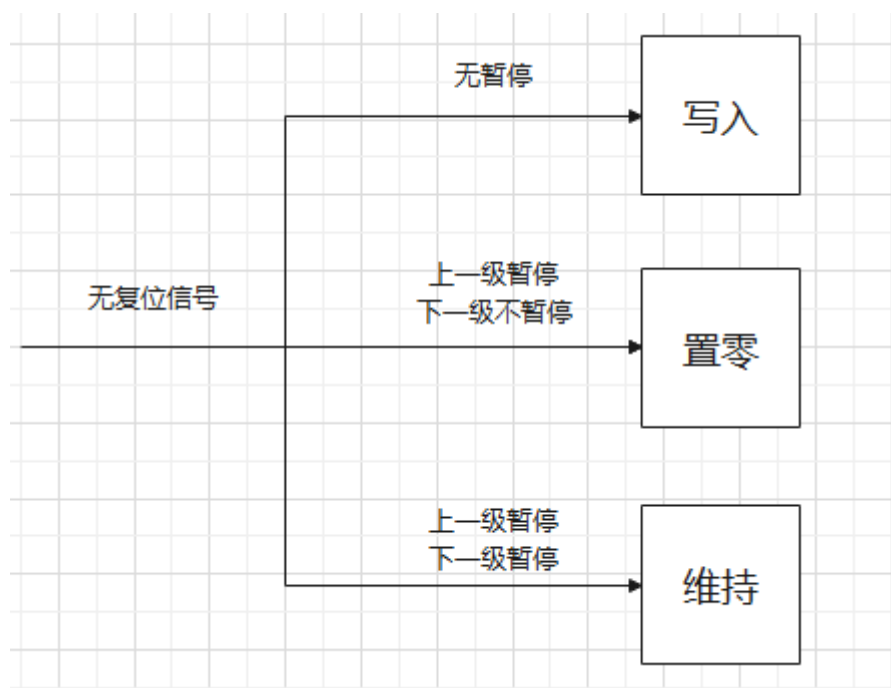 无暂停
写入
上一级暂停
下一级不暂停
无复位信号
置零
上一级暂停
下一级暂停
维持